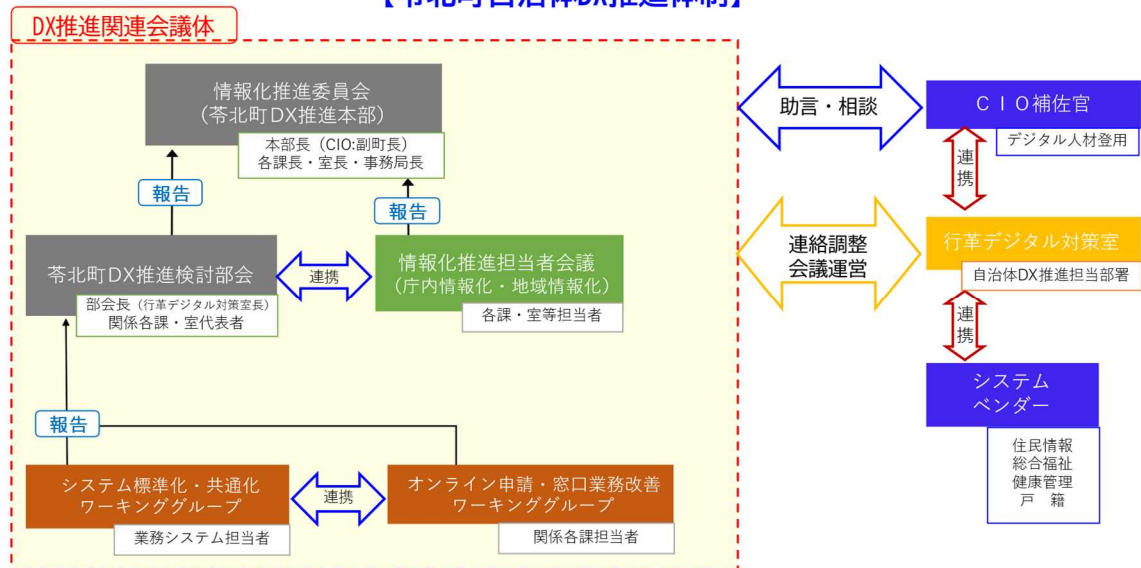 【苓北町自治体DX推進体制】
DX推進関連会議体
情報化推進委員会
(苓北町DX推進本部)
本部長（CIO:副町長）
各課長・室長・事務局長
報告
報告
苓北町DX推進検討部会
部会長（行革デジタル対策室長）
関係各課・室代表者
連携
情報化推進担当者会議
(庁内情報化・地域情報化)
各課・室等担当者
報告
システム標準化・共通化
ワーキンググループ
業務システム担当者
連携
オンライン申請・窓口業務改善
ワーキンググループ
関係各課担当者
助言・相談
連絡調整
会議運営
ＣＩＯ補佐官
デジタル人材登用
連携
行革デジタル対策室
自治体DX推進担当部署
連携
システム
ベンダー
住民情報
総合福祉
健康管理
戸　籍